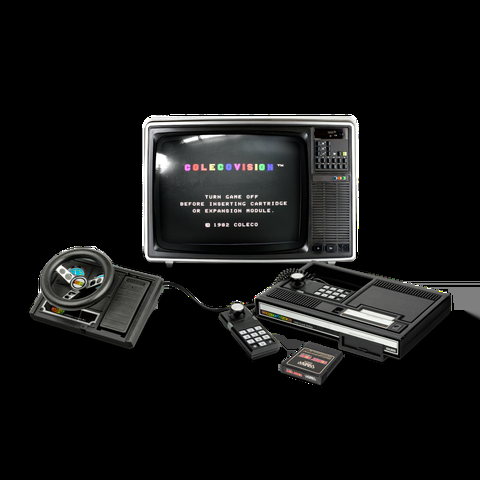 COLECOVISION™
TURN GAME OFF
BEFORE INSERTING CARTRIDGE
OR EXPANSION MODULE.
© 1982 COLECO